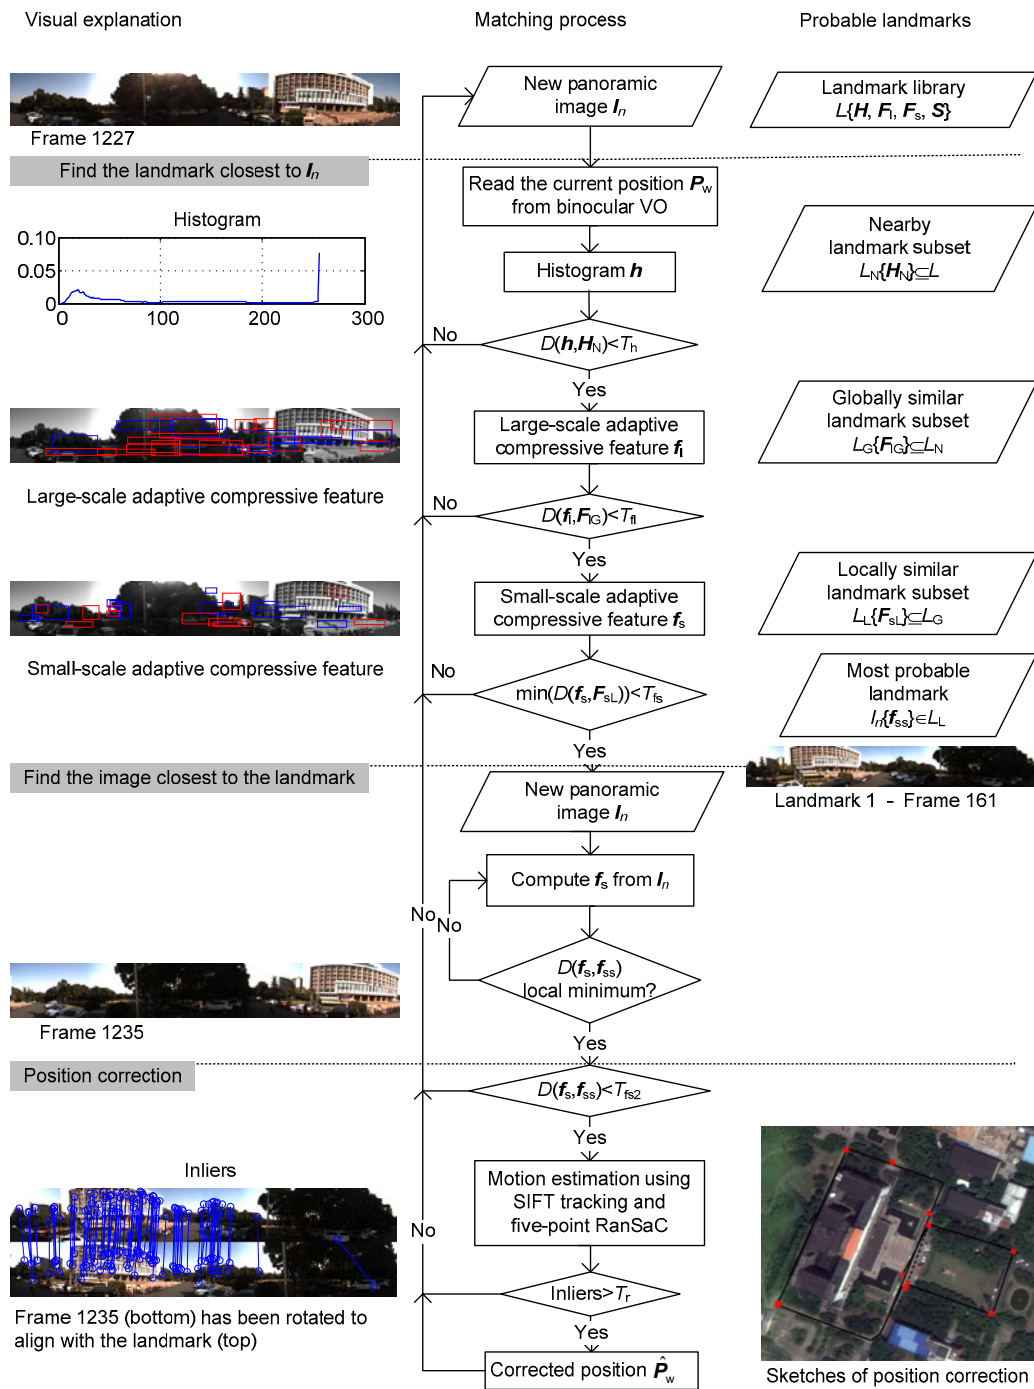 Visual explanation
Matching process
Probable landmarks
New panoramic
image In
Landmark library
L{H, Fl, Fs, S}
Frame 1227
Find the landmark closest to In
Read the current position Pw
from binocular VO
Histogram
0.10
0.05
0
0 100 200 300
Histogram h
Nearby
landmark subset
LN{HN}⊆L
No
D(h,HN)<Th
Yes
Large-scale adaptive
compressive feature fl
Globally similar
landmark subset
LG{FlG}⊆LN
Large-scale adaptive compressive feature
No
D(fl,FlG)<Tfl
Yes
Small-scale adaptive
compressive feature fs
Locally similar
landmark subset
LL{FsL}⊆LG
Small-scale adaptive compressive feature
No
min(D(fs,FsL))<Tfs
Most probable
landmark
ln{fss}∈LL
Yes
Find the image closest to the landmark
New panoramic
image In
Landmark 1 - Frame 161
Compute fs from In
No
No
D(fs,fss)
local minimum?
Frame 1235
Yes
Position correction
D(fs,fss)<Tfs2
Yes
Inliers
Motion estimation using
SIFT tracking and
five-point RanSaC
No
Inliers>Tr
Frame 1235 (bottom) has been rotated to
align with the landmark (top)
Yes
Corrected position P̂w
Sketches of position correction